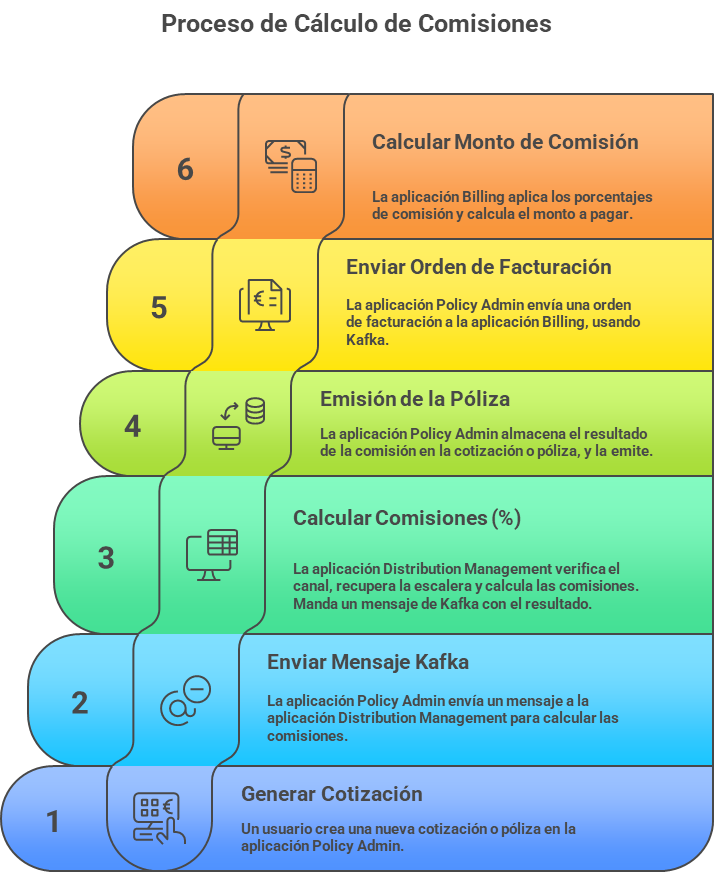 Proceso de Cálculo de Comisiones
6
$
Calcular Monto de Comisión
La aplicación Billing aplica los porcentajes
de comisión y calcula el monto a pagar.
5
€
Enviar Orden de Facturación
La aplicación Policy Admin envía una orden
de facturación a la aplicación Billing, usando
Kafka.
4
Emisión de la Póliza
La aplicación Policy Admin almacena el resultado
de la comisión en la cotización o póliza, y la emite.
3
Calcular Comisiones (%)
La aplicación Distribution Management verifica el
canal, recupera la escalera y calcula las comisiones.
Manda un mensaje de Kafka con el resultado.
2
@
Enviar Mensaje Kafka
La aplicación Policy Admin envía un mensaje a la
aplicación Distribution Management para calcular las
comisiones.
1
€
Generar Cotización
Un usuario crea una nueva cotización o póliza en la
aplicación Policy Admin.